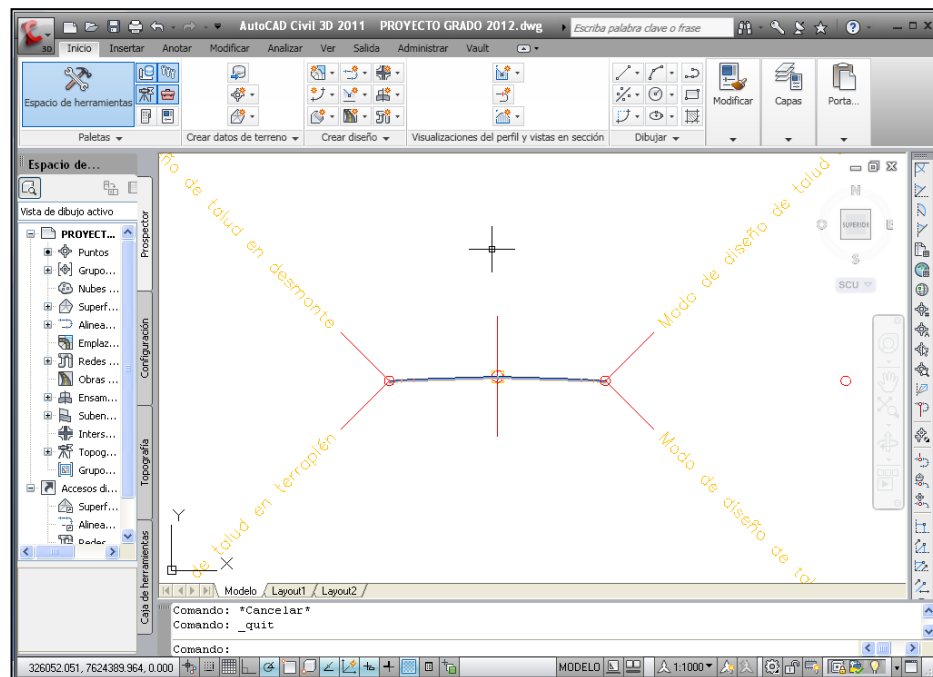 AutoCAD Civil 3D 2011 PROYECTO GRADO 2012.dwg
Escriba palabra clave o frase
3D
Inicio Insertar Anotar Modificar Analizar Ver Salida Administrar Vault
Espacio de herramientas
Modificar
Capas
Porta...
Paletas
Crear datos de terreno
Crear diseño
Visualizaciones del perfil y vistas en sección
Dibujar
Espacio de...
Vista de dibujo activo
PROYECT...
Puntos
Grupo...
Nubes ...
Superf...
Alinea...
Emplaz...
Redes ...
Obras ...
Ensam...
Suben...
Inters...
Topog...
Grupo...
Accesos di...
Superf...
Alinea...
Redes
Prospector
Configuración
Topografía
Caja de herramientas
ño de talud en desmonte
Modo de diseño de talud
de talud en terraplén
Modo de diseño de talu
N
O
SUPERIOR
E
S
SCU
Y
X
Modelo
Layout1
Layout2
Comando: *Cancelar*
Comando: _quit
Comando:
326052.051, 7624389.964, 0.000
MODELO
1:1000